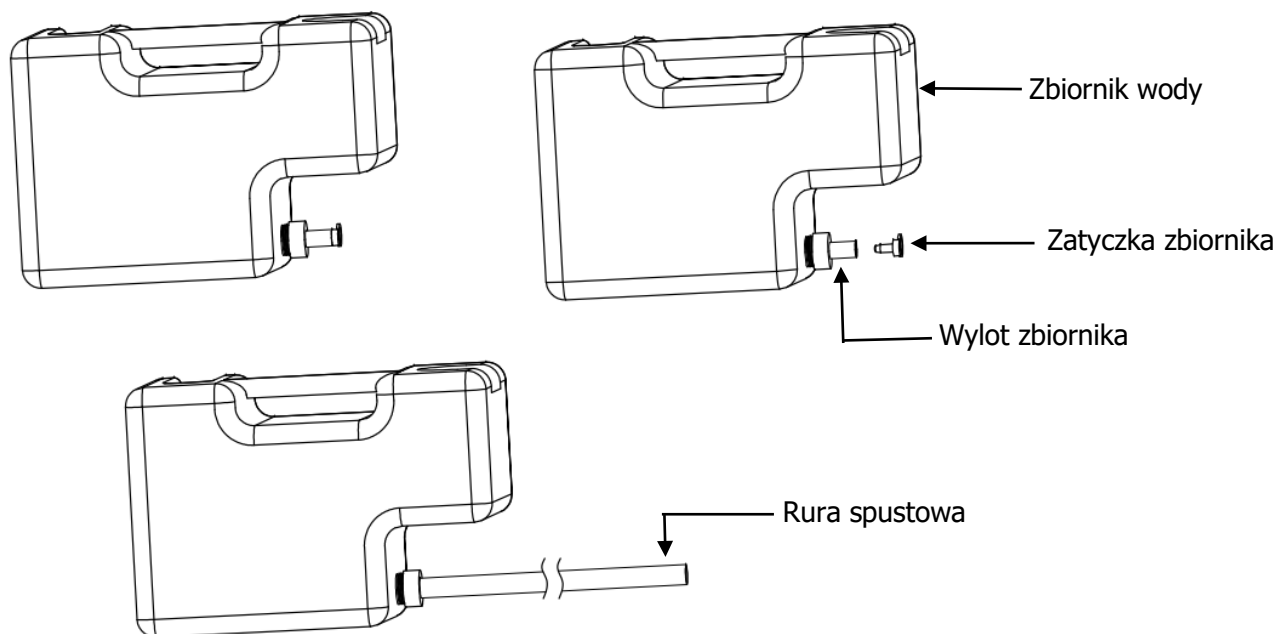 Zbiornik wody
Zatyczka zbiornika
Wylot zbiornika
Rura spustowa